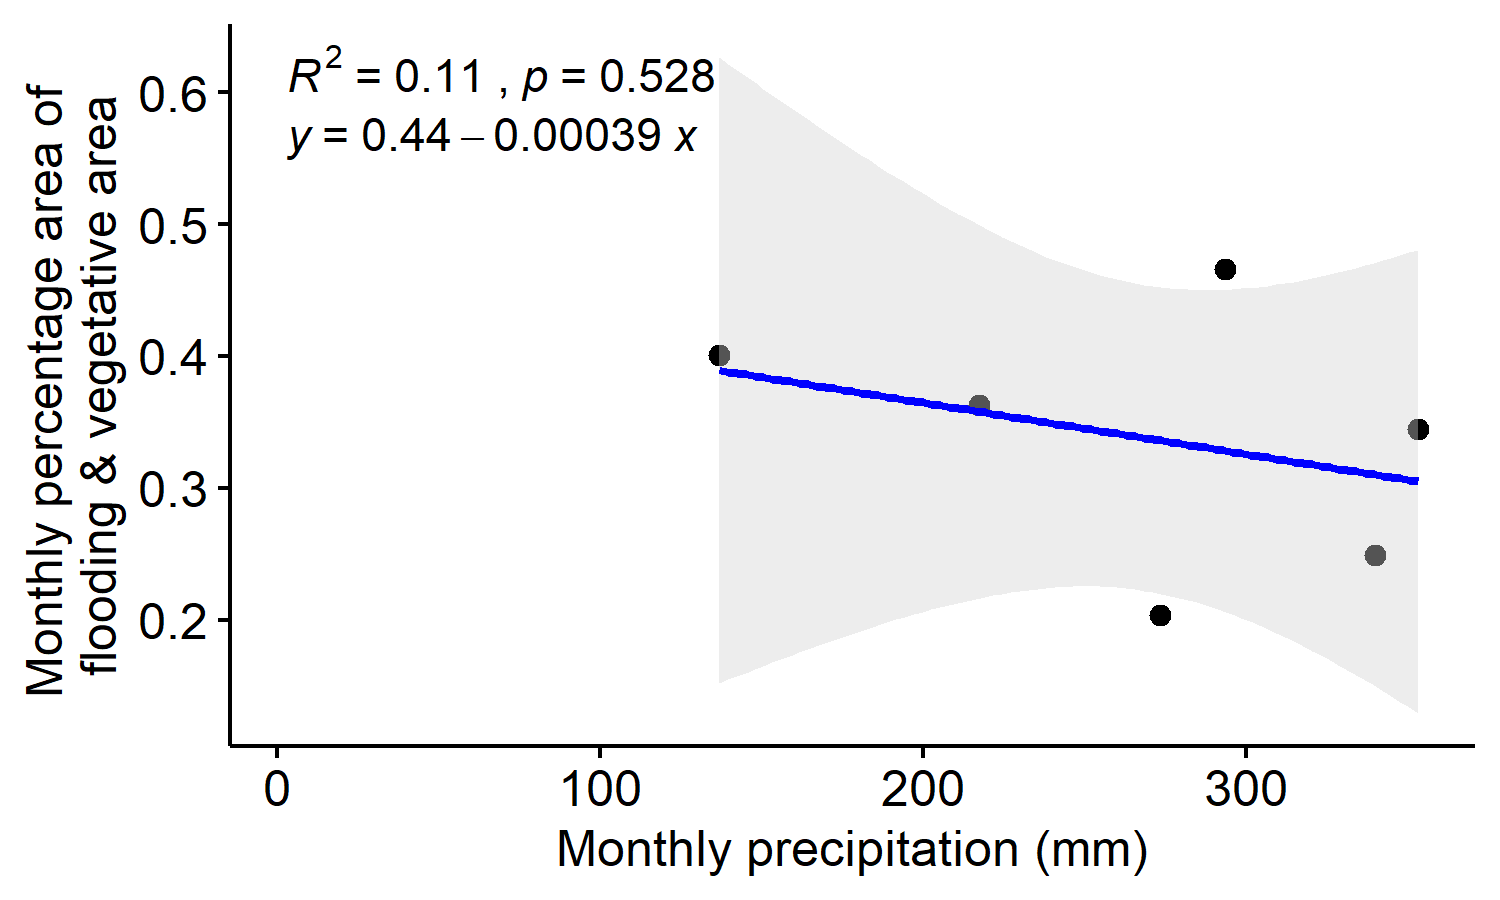 R² = 0.11 , p = 0.528
y = 0.44 – 0.00039 x
Monthly percentage area of
flooding & vegetative area
0.6
0.5
0.4
0.3
0.2
0
100
200
300
Monthly precipitation (mm)